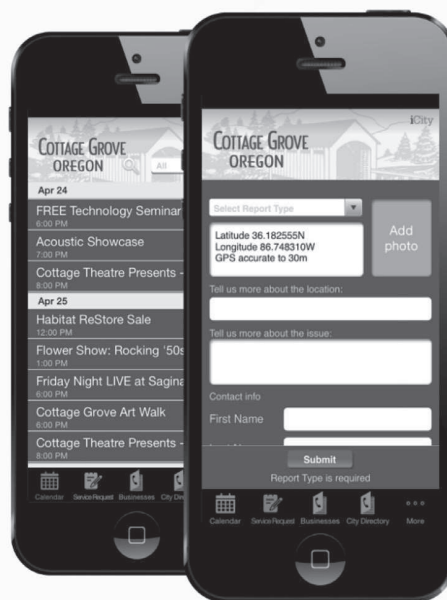 COTTAGE GROVE
OREGON
All
Apr 24
FREE Technology Seminar
6:00 PM
Acoustic Showcase
7:00 PM
Cottage Theatre Presents -
8:00 PM
Apr 25
Habitat ReStore Sale
12:00 PM
Flower Show: Rocking '50s
1:00 PM
Friday Night LIVE at Sagina
6:00 PM
Cottage Grove Art Walk
6:00 PM
Cottage Theatre Presents -
8:00 PM
Calendar Service Request Businesses City Dire
iCity
COTTAGE GROVE
OREGON
Select Report Type
Latitude 36.182555N
Longitude 86.748310W
GPS accurate to 30m
Add
photo
Tell us more about the location:
Tell us more about the issue:
Contact info
First Name
Submit
Report Type is required
Calendar Service Request Businesses City Directory More